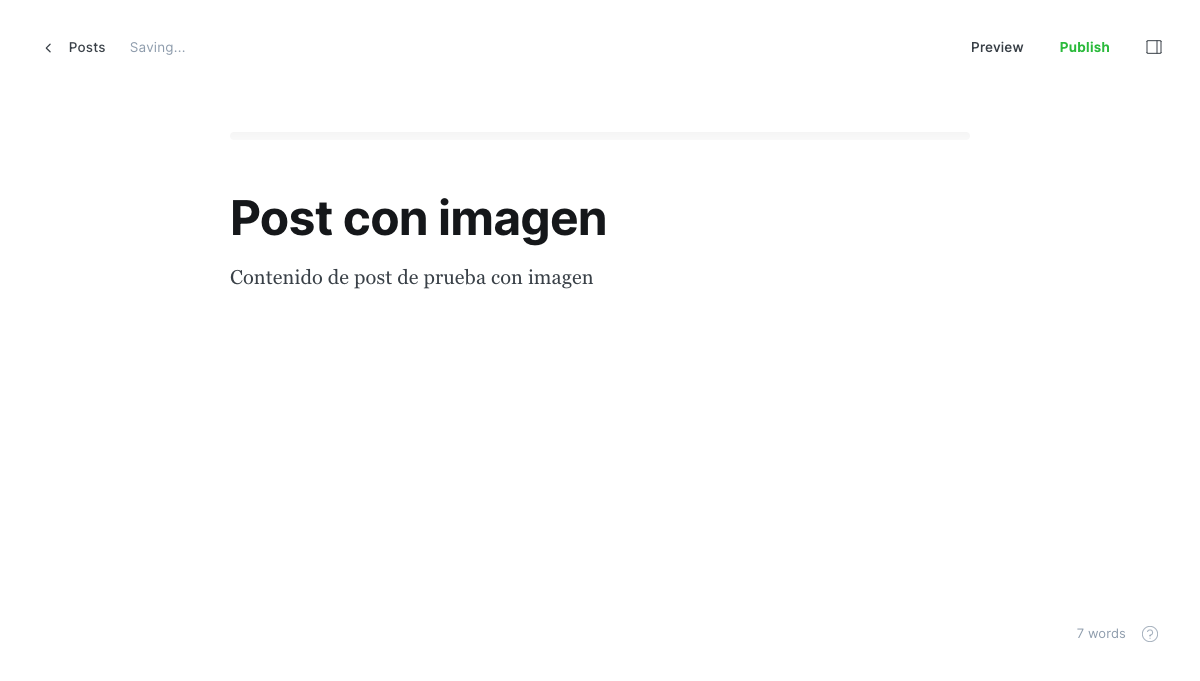 Posts Saving... Preview Publish
Post con imagen
Contenido de post de prueba con imagen
7 words